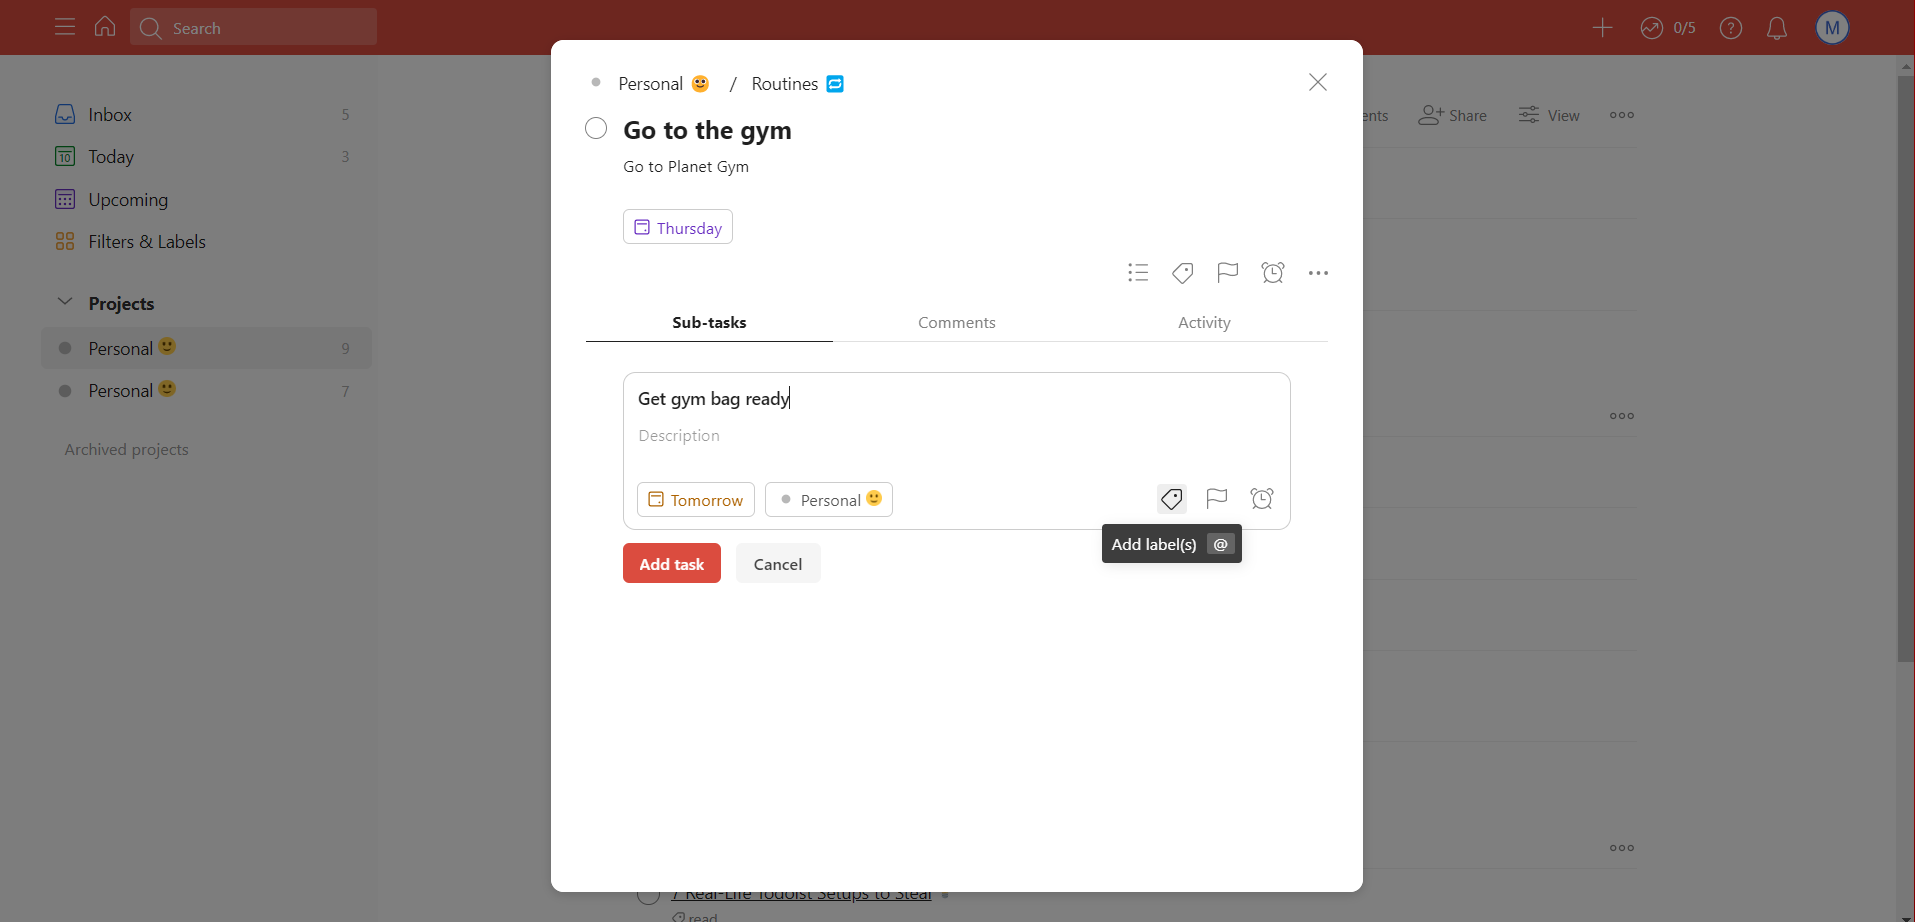 Search
0/5
?
M
Inbox 5
10
Today 3
Upcoming
Filters & Labels
Projects
Personal 🙂 9
Personal 🙂 7
Archived projects
ents
Share
View
Personal 🙂 / Routines 🔁
Go to the gym
Go to Planet Gym
Thursday
Sub-tasks
Comments
Activity
Get gym bag ready
Description
Tomorrow
Personal 🙂
Add label(s) @
Add task
Cancel
7 Real-Life Todoist Setups to Steal
read